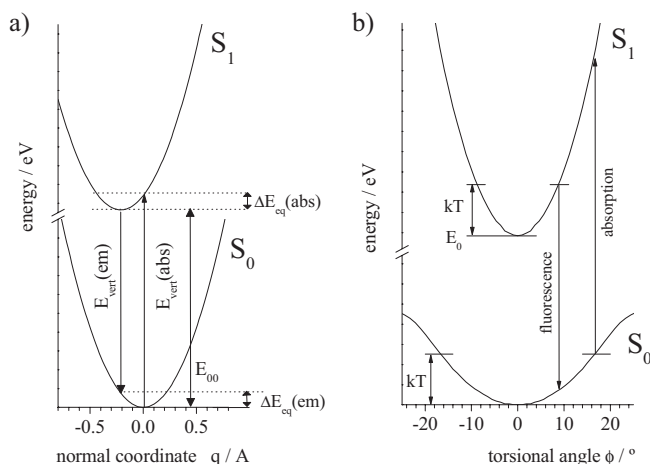 a)
S1
energy / eV
ΔEeq(abs)
Evert(em)
Evert(abs)
S0
E00
ΔEeq(em)
-0.5
0.0
0.5
normal coordinate q / A
b)
S1
energy / eV
kT
E0
absorption
fluorescence
S0
kT
-20
-10
0
10
20
torsional angle ϕ / º